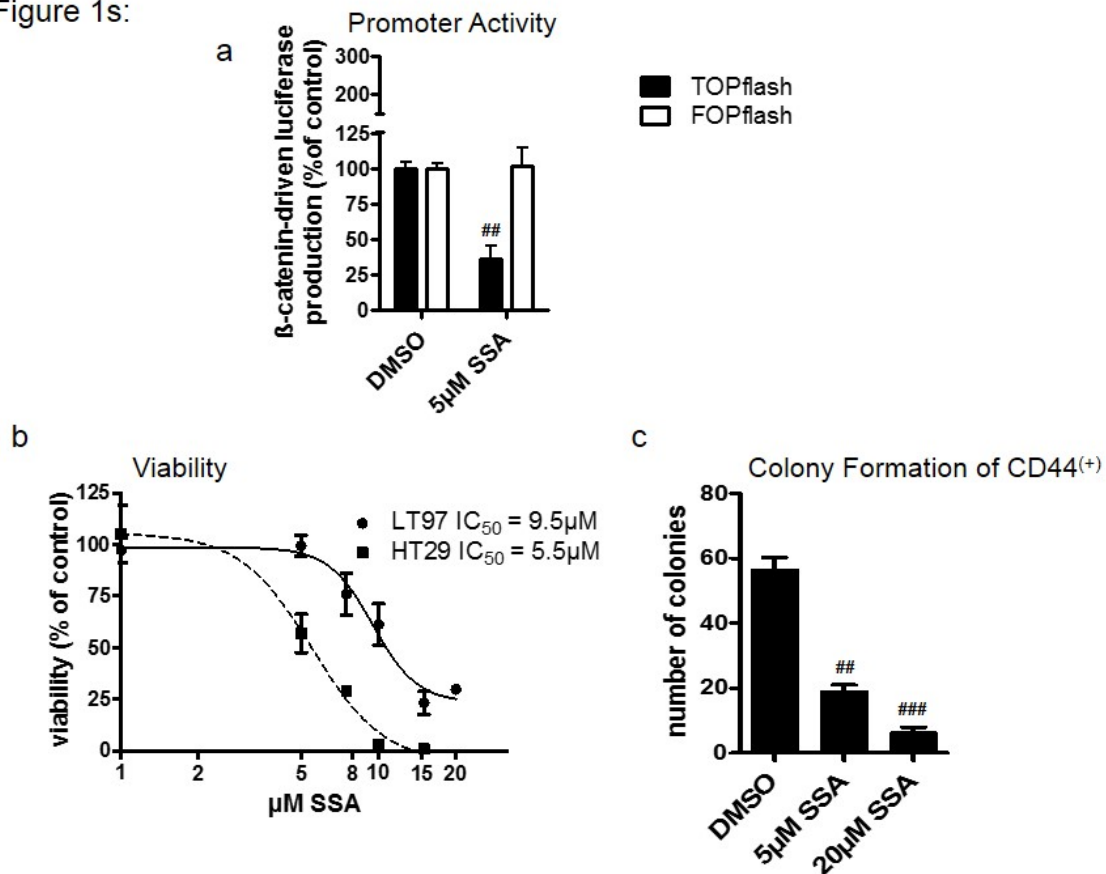 Figure 1s:
a
Promoter Activity
ß-catenin-driven luciferase
production (%of control)
300
200
125
100
75
50
25
0
##
DMSO
5µM SSA
TOPflash
FOPflash
b
Viability
viability (% of control)
125
100
75
50
25
0
1 2 5 8 10 15 20
µM SSA
LT97 IC50 = 9.5µM
HT29 IC50 = 5.5µM
c
Colony Formation of CD44(+)
number of colonies
80
60
40
20
0
##
###
DMSO
5µM SSA
20µM SSA